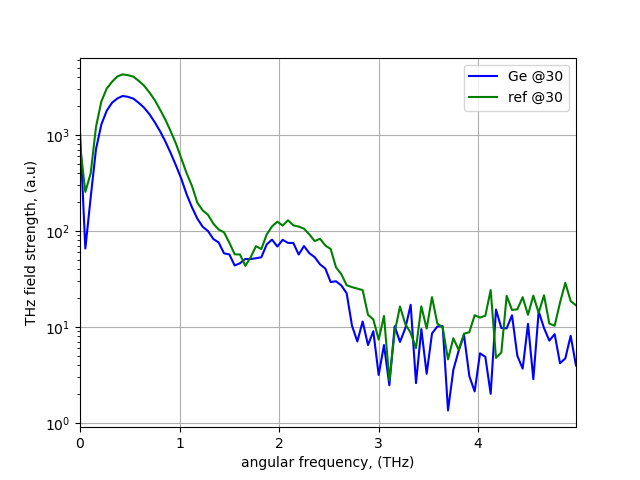 Ge @30
ref @30
THz field strength, (a.u)
10³
10²
10¹
10⁰
0 1 2 3 4
angular frequency, (THz)